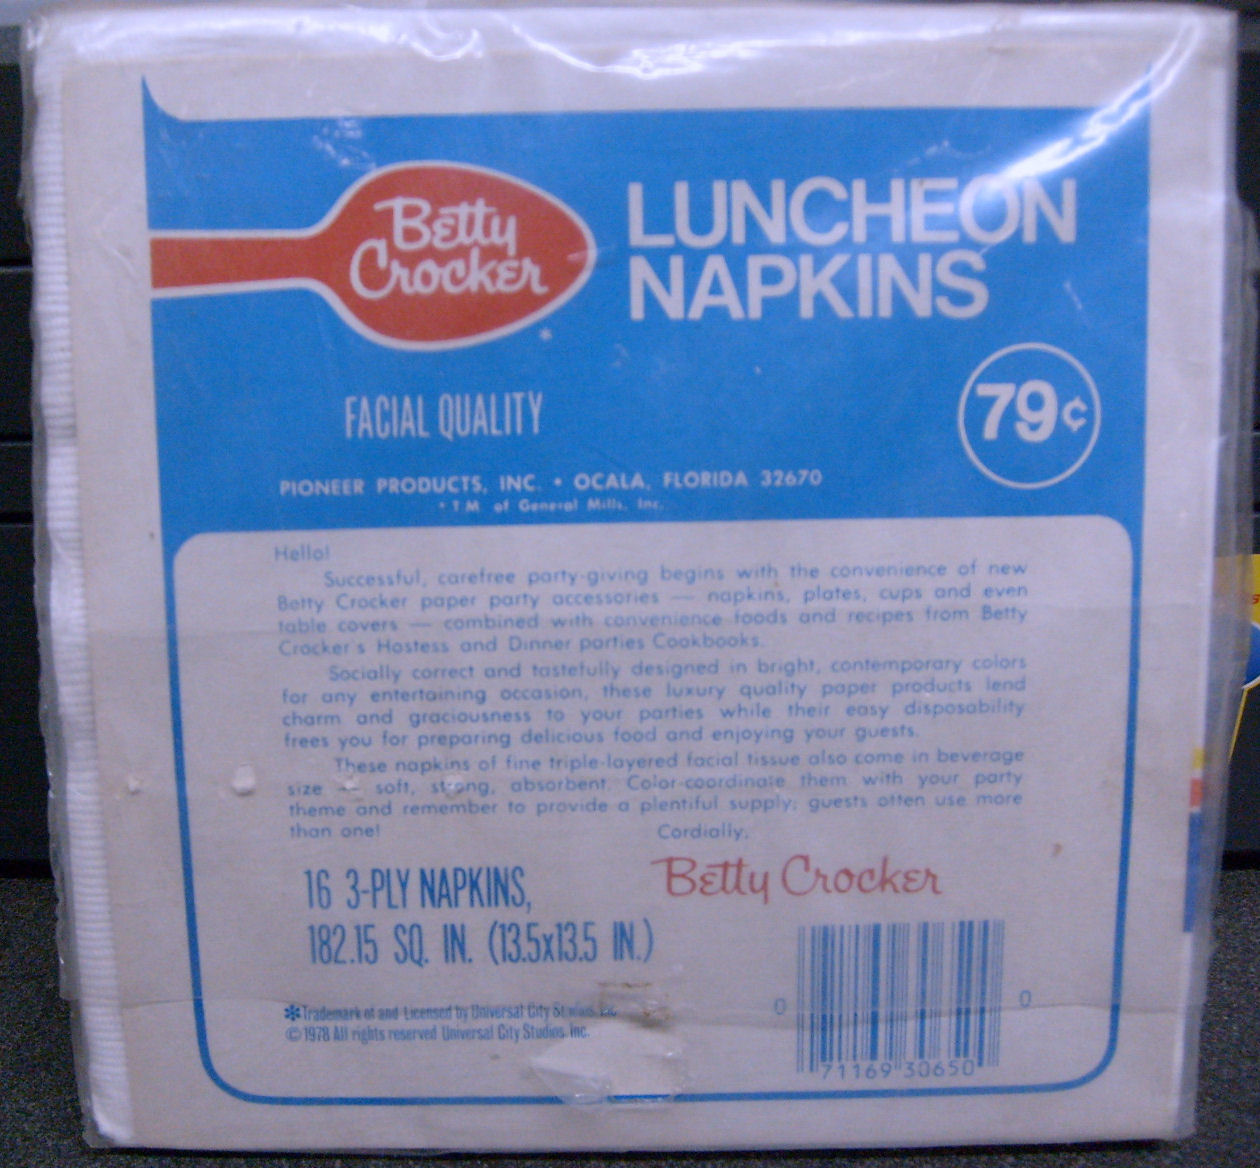 Betty
Crocker
*
LUNCHEON
NAPKINS
79¢
FACIAL QUALITY
PIONEER PRODUCTS, INC. • OCALA, FLORIDA 32670
* T M of General Mills, Inc.
Hello!
Successful, carefree party-giving begins with the convenience of new
Betty Crocker paper party accessories — napkins, plates, cups and even
table covers — combined with convenience foods and recipes from Betty
Crocker's Hostess and Dinner parties Cookbooks.
Socially correct and tastefully designed in bright, contemporary colors
for any entertaining occasion, these luxury quality paper products lend
charm and graciousness to your parties while their easy disposability
frees you for preparing delicious food and enjoying your guests.
These napkins of fine triple-layered facial tissue also come in beverage
size — soft, strong, absorbent. Color-coordinate them with your party
theme and remember to provide a plentiful supply; guests often use more
than one!
Cordially,
Betty Crocker
16 3-PLY NAPKINS,
182.15 SQ. IN. (13.5x13.5 IN.)
*Trademark of and Licensed by Universal City Studios, Inc.
©1978 All rights reserved Universal City Studios, Inc.
0 71169 30650 0